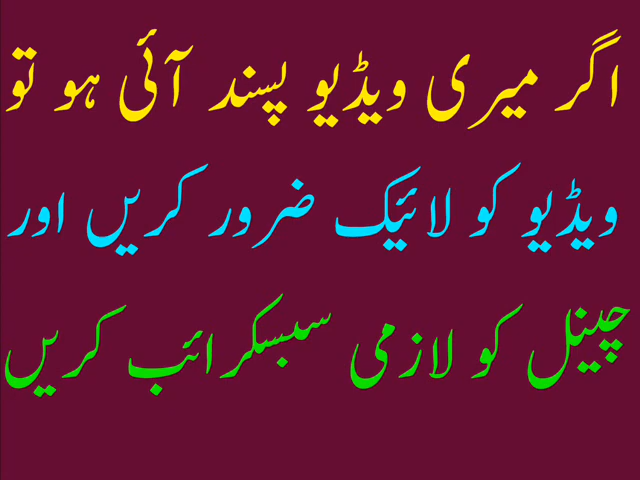 اگر میری ویڈیو پسند آئی ہو تو
ویڈیو کو لائیک ضرور کریں اور
چینل کو لازمی سبسکرائب کریں